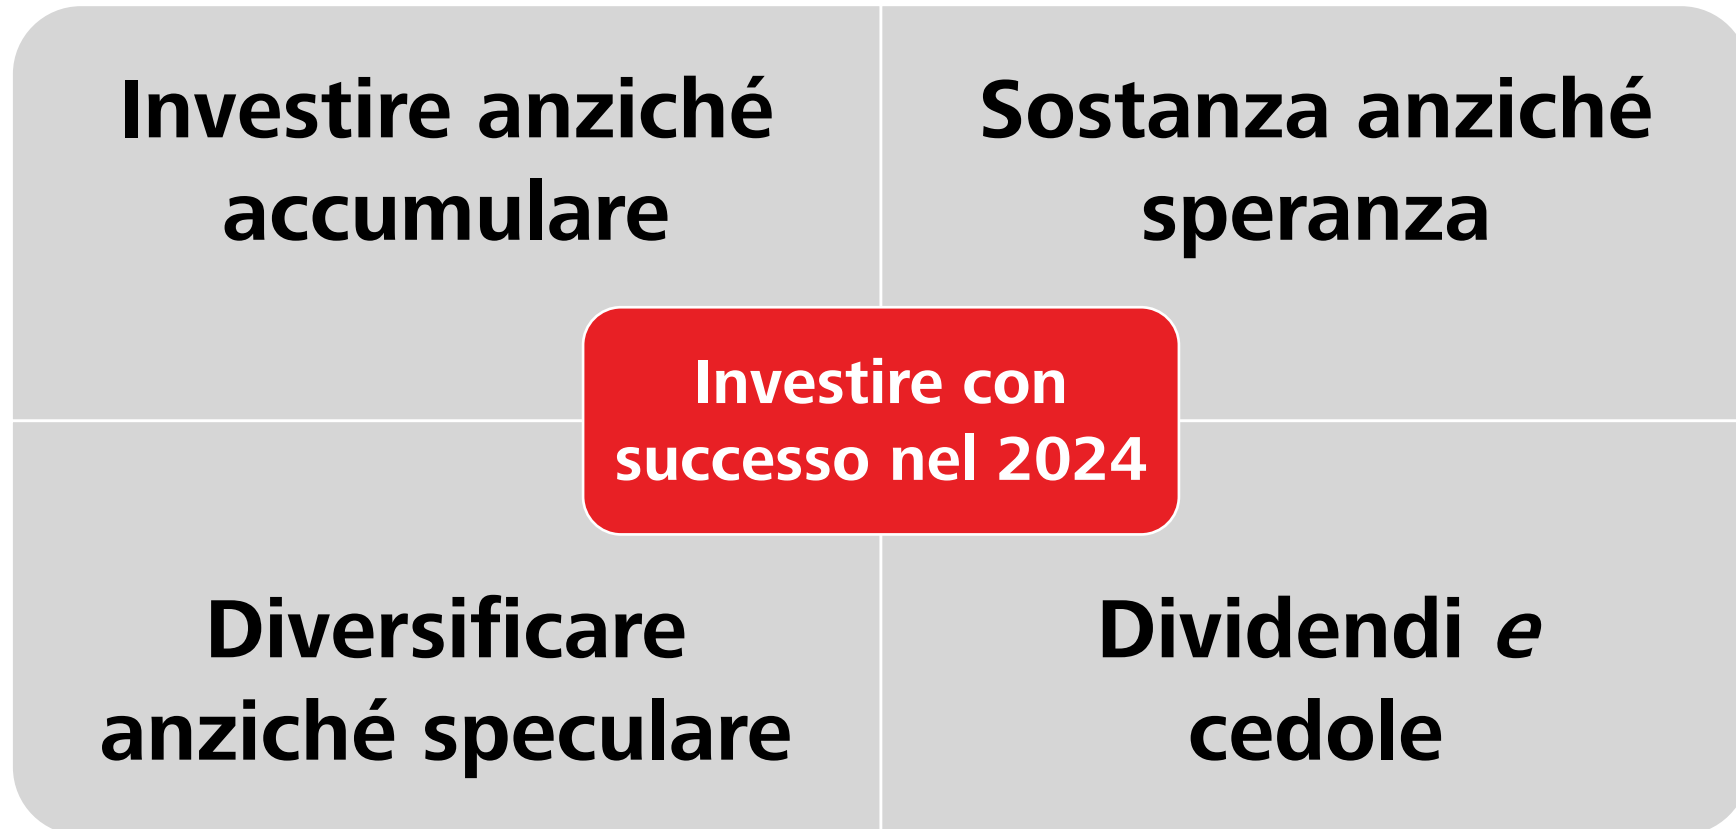 Investire anziché
accumulare
Sostanza anziché
speranza
Investire con
successo nel 2024
Diversificare
anziché speculare
Dividendi e
cedole